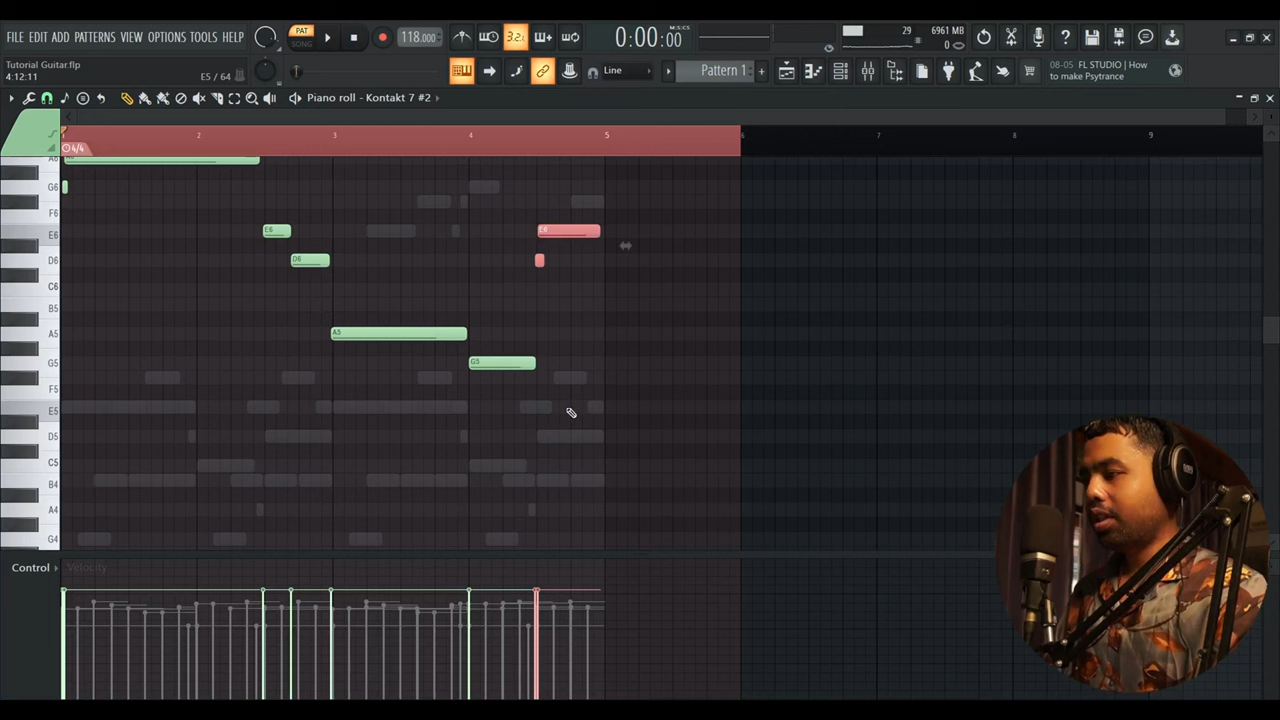 FILE EDIT ADD PATTERNS VIEW OPTIONS TOOLS HELP
PAT
SONG
118.000
3.2.
0:00:00
M:S:CS
29
6961 MB
0
Tutorial Guitar.flp
4:12:11
E5 / 64
Line
Pattern 1
08-05 FL STUDIO | How
to make Psytrance
Piano roll - Kontakt 7 #2
1 2 3 4 5 6 7 8 9
4/4
A6
G6
F6
E6 E6 E6
D6 D6
C6
B5
A5 A5
G5 G5
F5
E5
D5
C5
B4
A4
G4
Control
Velocity